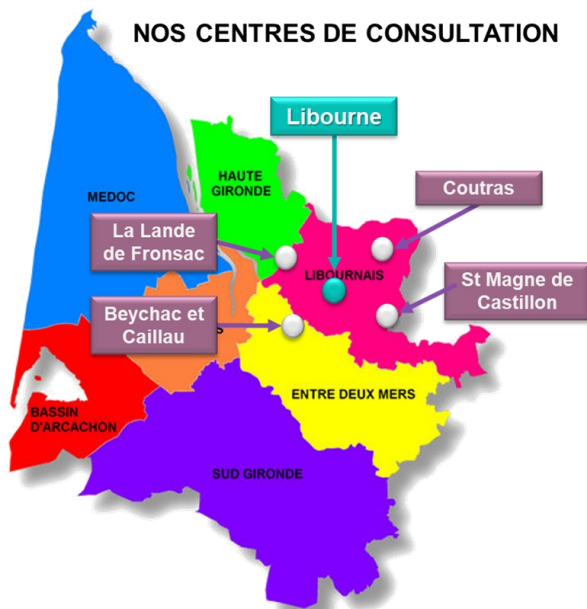 NOS CENTRES DE CONSULTATION
Libourne
HAUTE
GIRONDE
Coutras
MEDOC
La Lande
de Fronsac
LIBOURNAIS
St Magne de
Castillon
Beychac et
Caillau
ENTRE DEUX MERS
BASSIN
D'ARCACHON
SUD GIRONDE